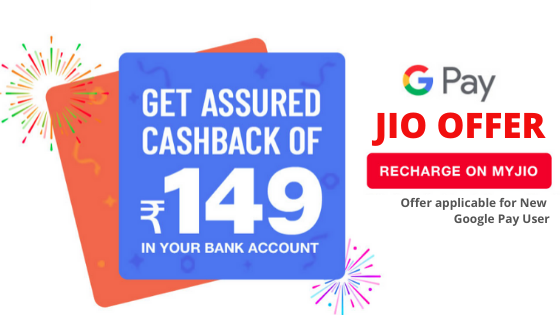 GET ASSURED
CASHBACK OF
₹149
IN YOUR BANK ACCOUNT
G Pay
JIO OFFER
RECHARGE ON MYJIO
Offer applicable for New
Google Pay User